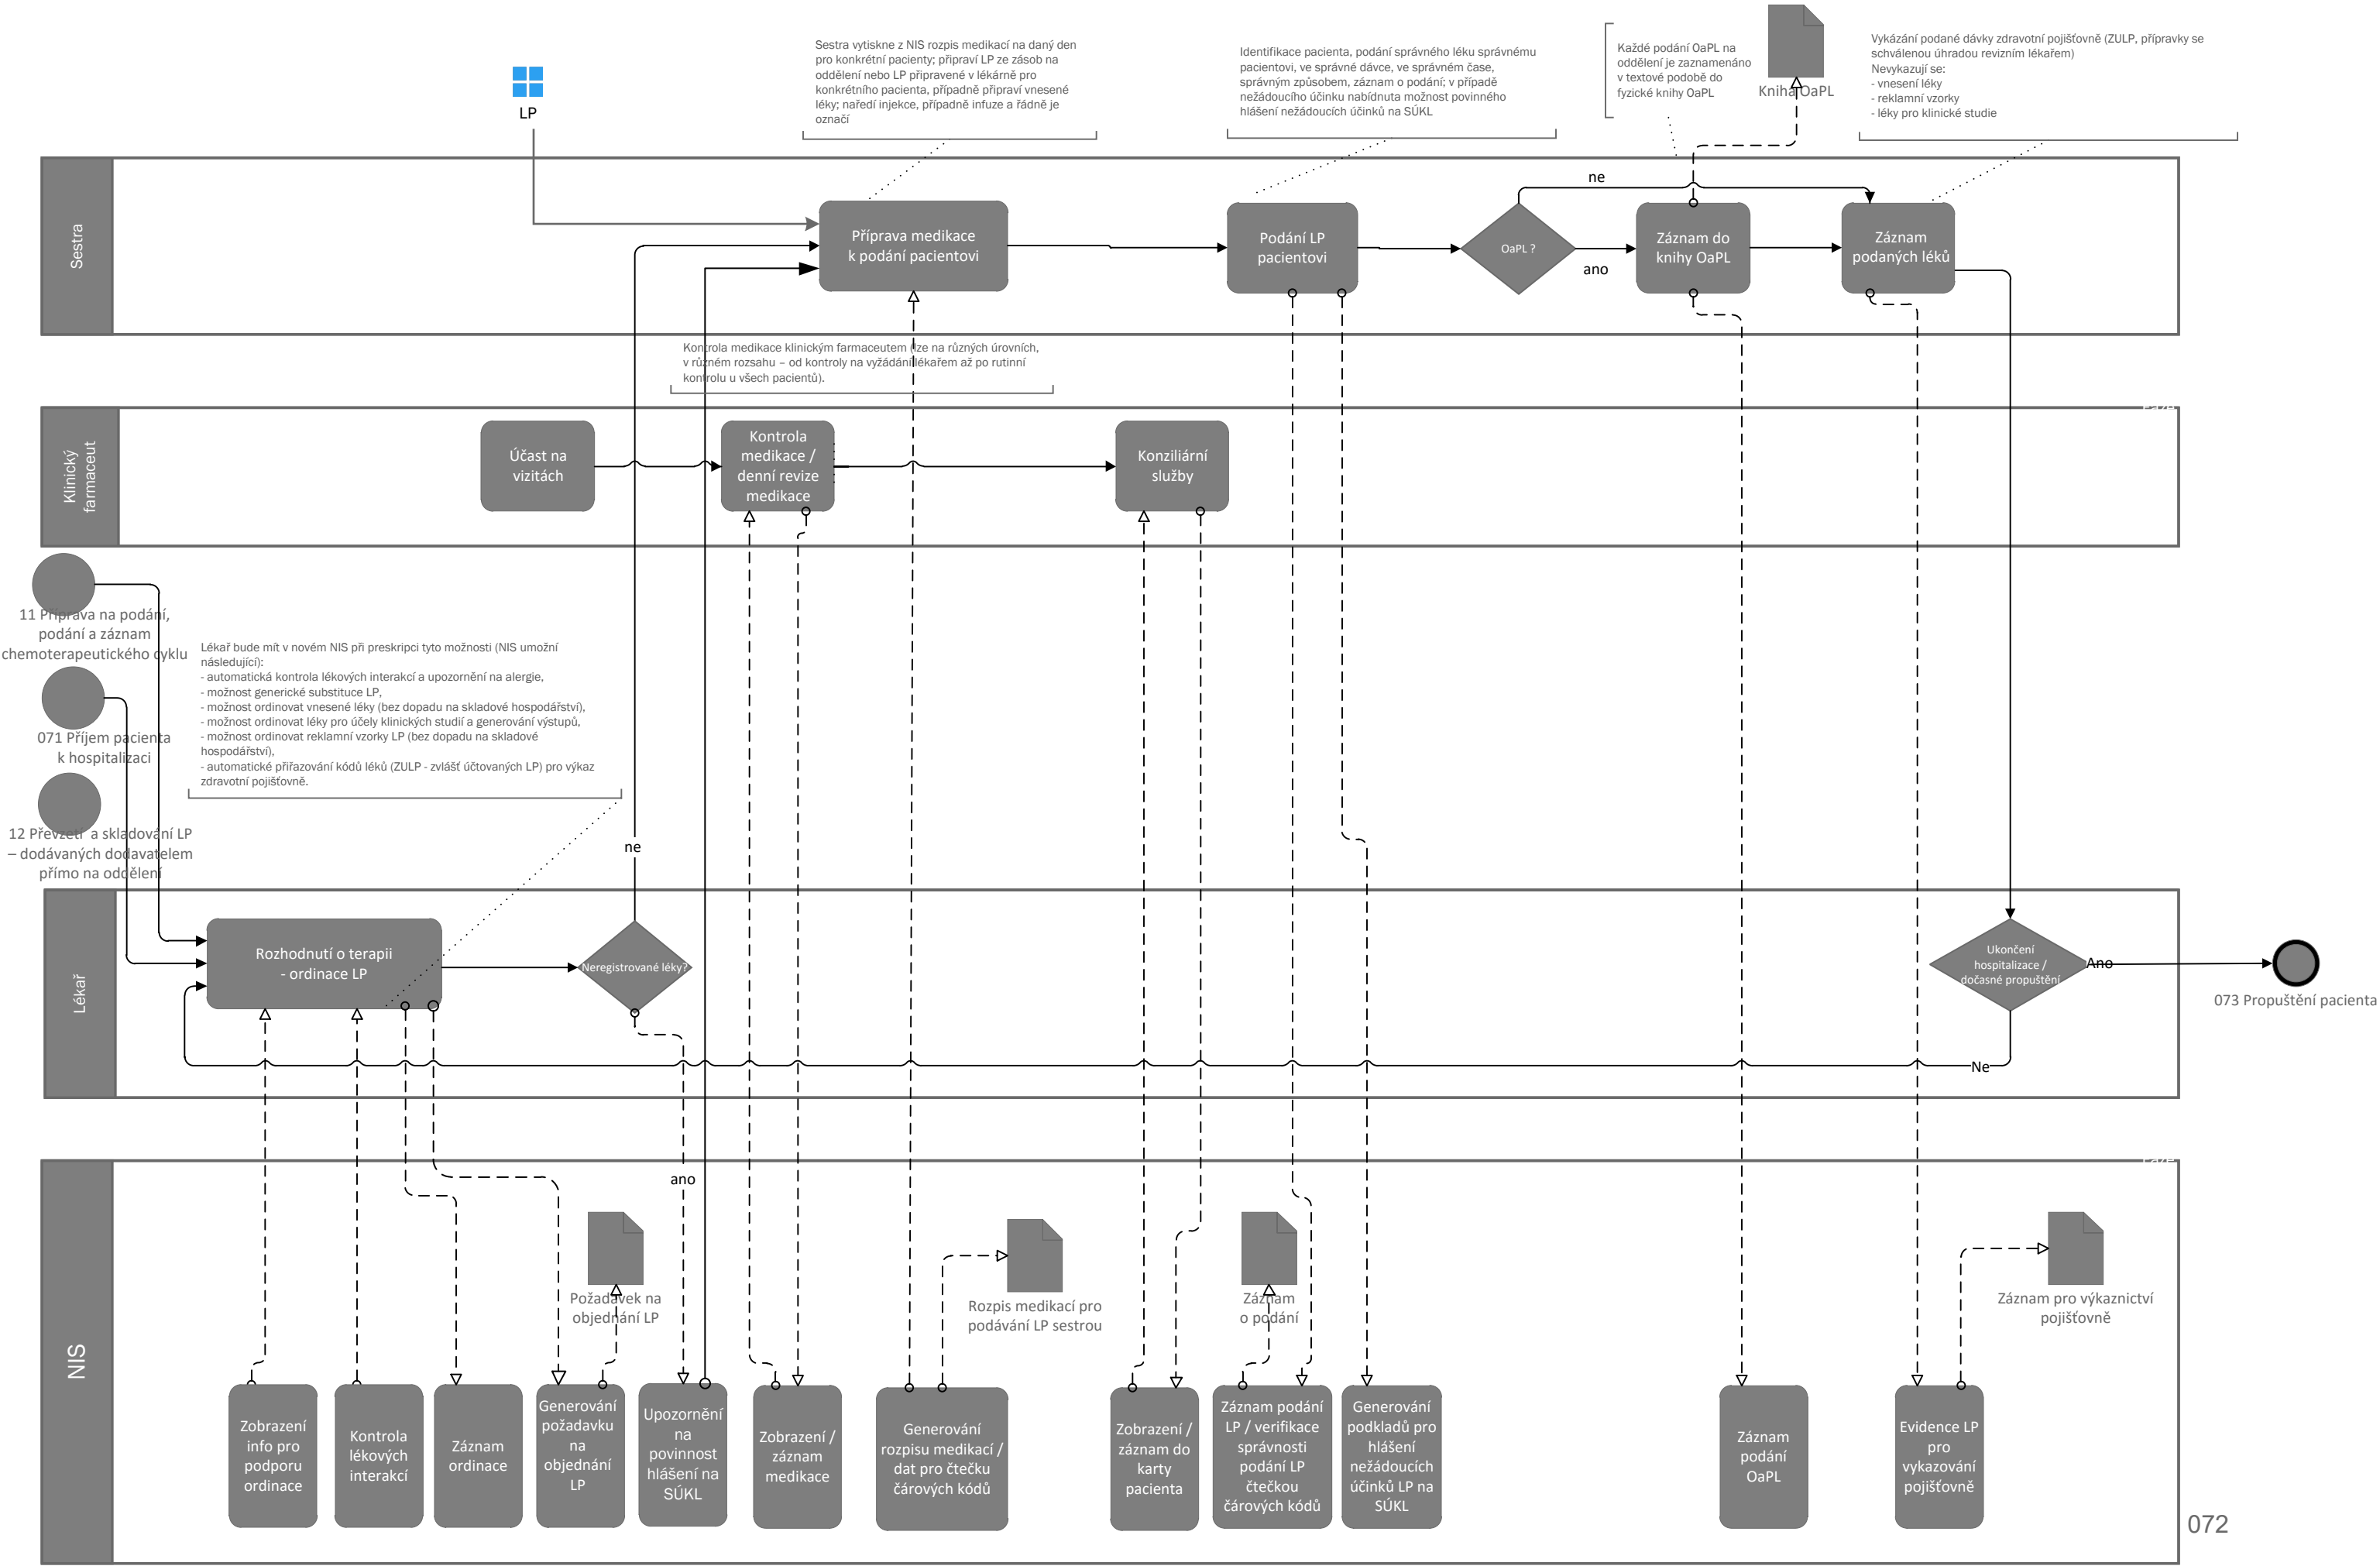 Sestra vytiskne z NIS rozpis medikací na daný den
pro konkrétní pacienty; připraví LP ze zásob na
oddělení nebo LP připravené v lékárně pro
konkrétního pacienta, případně připraví vnesené
léky; naředí injekce, případně infuze a řádně je
označí
Identifikace pacienta, podání správného léku správnému
pacientovi, ve správné dávce, ve správném čase,
správným způsobem, záznam o podání; v případě
nežádoucího účinku nabídnuta možnost povinného
hlášení nežádoucích účinků na SÚKL
Každé podání OaPL na
oddělení je zaznamenáno
v textové podobě do
fyzické knihy OaPL
Kniha OaPL
Vykázání podané dávky zdravotní pojišťovně (ZULP, přípravky se
schválenou úhradou revizním lékařem)
Nevykazují se:
- vnesení léky
- reklamní vzorky
- léky pro klinické studie
LP
Sestra
Příprava medikace
k podání pacientovi
Podání LP
pacientovi
OaPL ?
ne
ano
Záznam do
knihy OaPL
Záznam
podaných léků
Kontrola medikace klinickým farmaceutem (lze na různých úrovních,
v různém rozsahu – od kontroly na vyžádání lékařem až po rutinní
kontrolu u všech pacientů).
Klinický
farmaceut
Účast na
vizitách
Kontrola
medikace /
denní revize
medikace
Konziliární
služby
11 Příprava na podání,
podání a záznam
chemoterapeutického cyklu
071 Příjem pacienta
k hospitalizaci
12 Převzetí  a skladování LP
– dodávaných dodavatelem
přímo na oddělení
Lékař bude mít v novém NIS při preskripci tyto možnosti (NIS umožní
následující):
- automatická kontrola lékových interakcí a upozornění na alergie,
- možnost generické substituce LP,
- možnost ordinovat vnesené léky (bez dopadu na skladové hospodářství),
- možnost ordinovat léky pro účely klinických studií a generování výstupů,
- možnost ordinovat reklamní vzorky LP (bez dopadu na skladové
hospodářství),
- automatické přiřazování kódů léků (ZULP - zvlášť účtovaných LP) pro výkaz
zdravotní pojišťovně.
ne
Lékař
Rozhodnutí o terapii
- ordinace LP
Neregistrované léky?
Ukončení
hospitalizace /
dočasné propuštění
Ano
Ne
073 Propuštění pacienta
NIS
ano
Požadavek na
objednání LP
Rozpis medikací pro
podávání LP sestrou
Záznam
o podání
Záznam pro výkaznictví
pojišťovně
Zobrazení
info pro
podporu
ordinace
Kontrola
lékových
interakcí
Záznam
ordinace
Generování
požadavku
na
objednání
LP
Upozornění
na
povinnost
hlášení na
SÚKL
Zobrazení /
záznam
medikace
Generování
rozpisu medikací /
dat pro čtečku
čárových kódů
Zobrazení /
záznam do
karty
pacienta
Záznam podání
LP / verifikace
správnosti
podání LP
čtečkou
čárových kódů
Generování
podkladů pro
hlášení
nežádoucích
účinků LP na
SÚKL
Záznam
podání
OaPL
Evidence LP
pro
vykazování
pojišťovně
072